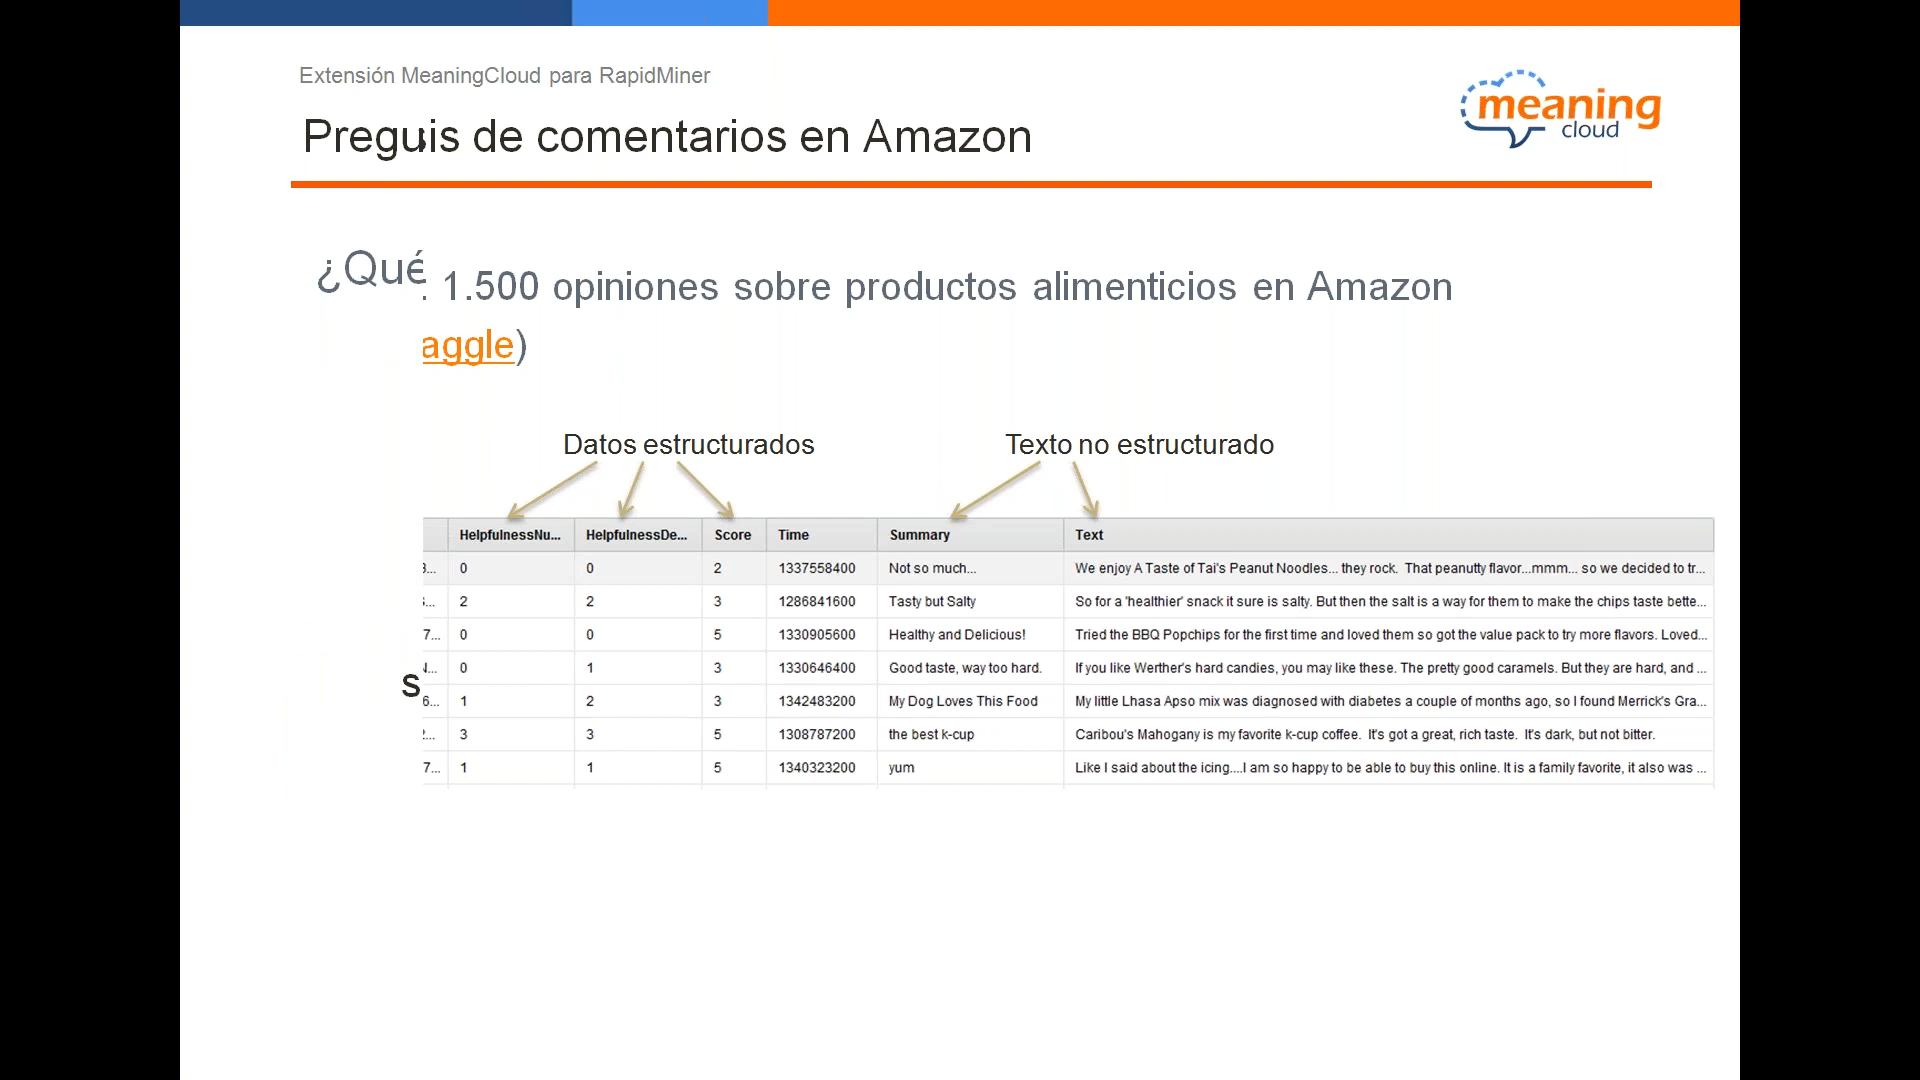 Extensión MeaningCloud para RapidMiner
meaning
cloud
Preguis de comentarios en Amazon
¿Qué
. 1.500 opiniones sobre productos alimenticios en Amazon
aggle)
Datos estructurados Texto no estructurado
HelpfulnessNu... HelpfulnessDe... Score Time Summary Text
3... 0 0 2 1337558400 Not so much... We enjoy A Taste of Tai's Peanut Noodles... they rock. That peanutty flavor...mmm... so we decided to tr...
2 2 3 1286841600 Tasty but Salty So for a 'healthier' snack it sure is salty. But then the salt is a way for them to make the chips taste bette...
7... 0 0 5 1330905600 Healthy and Delicious! Tried the BBQ Popchips for the first time and loved them so got the value pack to try more flavors. Loved...
0 1 3 1330646400 Good taste, way too hard. If you like Werther's hard candies, you may like these. The pretty good caramels. But they are hard, and ...
s
6... 1 2 3 1342483200 My Dog Loves This Food My little Lhasa Apso mix was diagnosed with diabetes a couple of months ago, so I found Merrick's Gra...
2... 3 3 5 1308787200 the best k-cup Caribou's Mahogany is my favorite k-cup coffee. It's got a great, rich taste. It's dark, but not bitter.
7... 1 1 5 1340323200 yum Like I said about the icing....I am so happy to be able to buy this online. It is a family favorite, it also was ...